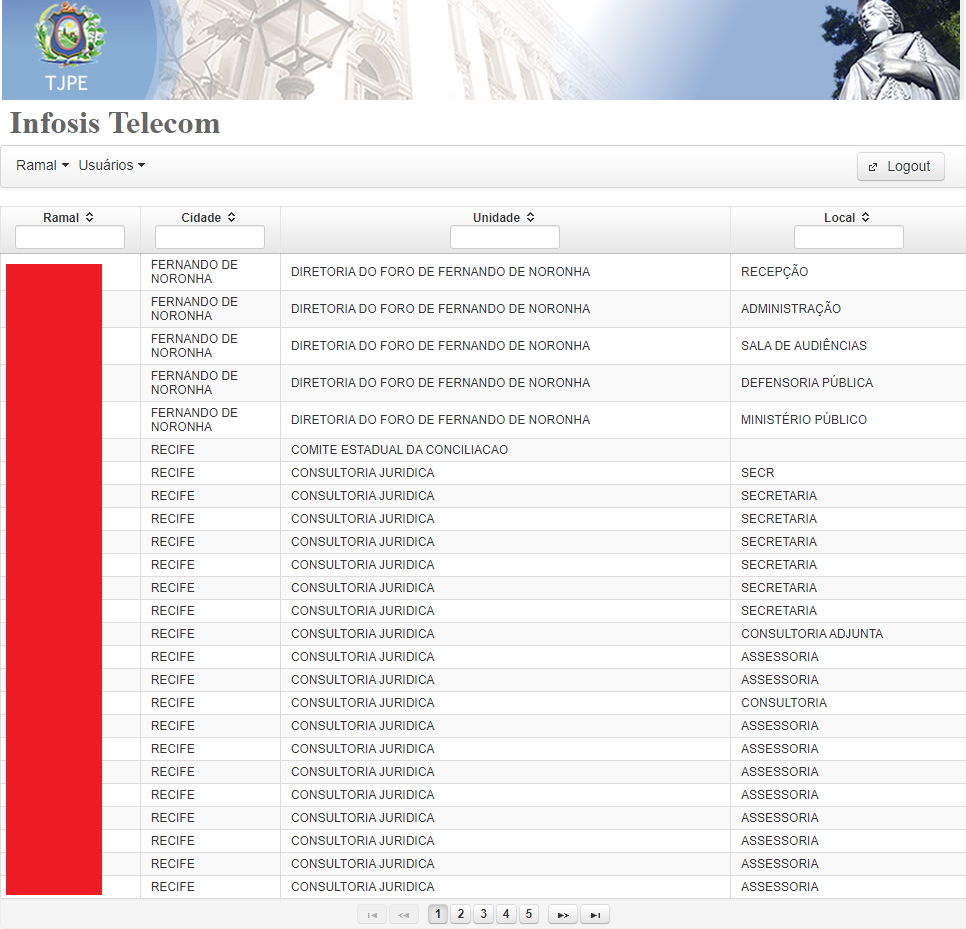 TJPE
Infosis Telecom
Ramal Usuários Logout
Ramal Cidade Unidade Local
FERNANDO DE NORONHA DIRETORIA DO FORO DE FERNANDO DE NORONHA RECEPÇÃO
FERNANDO DE NORONHA DIRETORIA DO FORO DE FERNANDO DE NORONHA ADMINISTRAÇÃO
FERNANDO DE NORONHA DIRETORIA DO FORO DE FERNANDO DE NORONHA SALA DE AUDIÊNCIAS
FERNANDO DE NORONHA DIRETORIA DO FORO DE FERNANDO DE NORONHA DEFENSORIA PÚBLICA
FERNANDO DE NORONHA DIRETORIA DO FORO DE FERNANDO DE NORONHA MINISTÉRIO PÚBLICO
RECIFE COMITE ESTADUAL DA CONCILIACAO
RECIFE CONSULTORIA JURIDICA SECR
RECIFE CONSULTORIA JURIDICA SECRETARIA
RECIFE CONSULTORIA JURIDICA SECRETARIA
RECIFE CONSULTORIA JURIDICA SECRETARIA
RECIFE CONSULTORIA JURIDICA SECRETARIA
RECIFE CONSULTORIA JURIDICA SECRETARIA
RECIFE CONSULTORIA JURIDICA SECRETARIA
RECIFE CONSULTORIA JURIDICA CONSULTORIA ADJUNTA
RECIFE CONSULTORIA JURIDICA ASSESSORIA
RECIFE CONSULTORIA JURIDICA ASSESSORIA
RECIFE CONSULTORIA JURIDICA CONSULTORIA
RECIFE CONSULTORIA JURIDICA ASSESSORIA
RECIFE CONSULTORIA JURIDICA ASSESSORIA
RECIFE CONSULTORIA JURIDICA ASSESSORIA
RECIFE CONSULTORIA JURIDICA ASSESSORIA
RECIFE CONSULTORIA JURIDICA ASSESSORIA
RECIFE CONSULTORIA JURIDICA ASSESSORIA
RECIFE CONSULTORIA JURIDICA ASSESSORIA
RECIFE CONSULTORIA JURIDICA ASSESSORIA
1 2 3 4 5